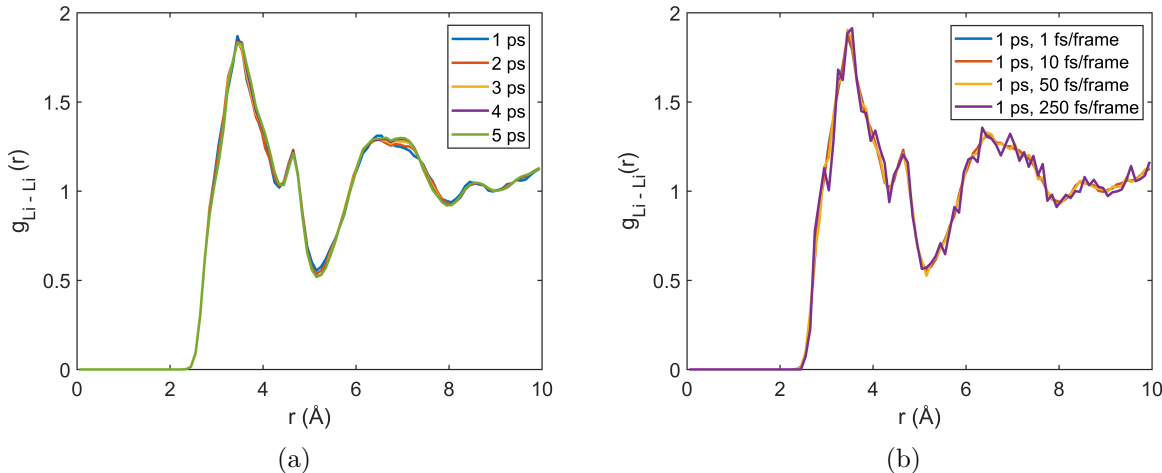 2
1.5
1
0.5
0
0 2 4 6 8 10
g_{Li - Li}(r)
r (Å)
1 ps
2 ps
3 ps
4 ps
5 ps
(a)
2
1.5
1
0.5
0
0 2 4 6 8 10
g_{Li - Li}(r)
r (Å)
1 ps, 1 fs/frame
1 ps, 10 fs/frame
1 ps, 50 fs/frame
1 ps, 250 fs/frame
(b)